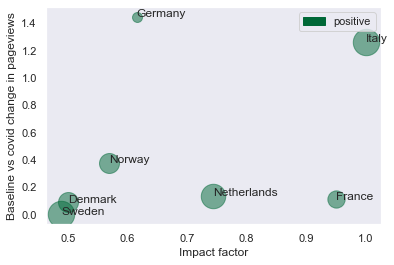 positive
Baseline vs covid change in pageviews
1.4
1.2
1.0
0.8
0.6
0.4
0.2
0.0
Germany
Italy
Norway
Netherlands
France
Denmark
Sweden
0.5
0.6
0.7
0.8
0.9
1.0
Impact factor